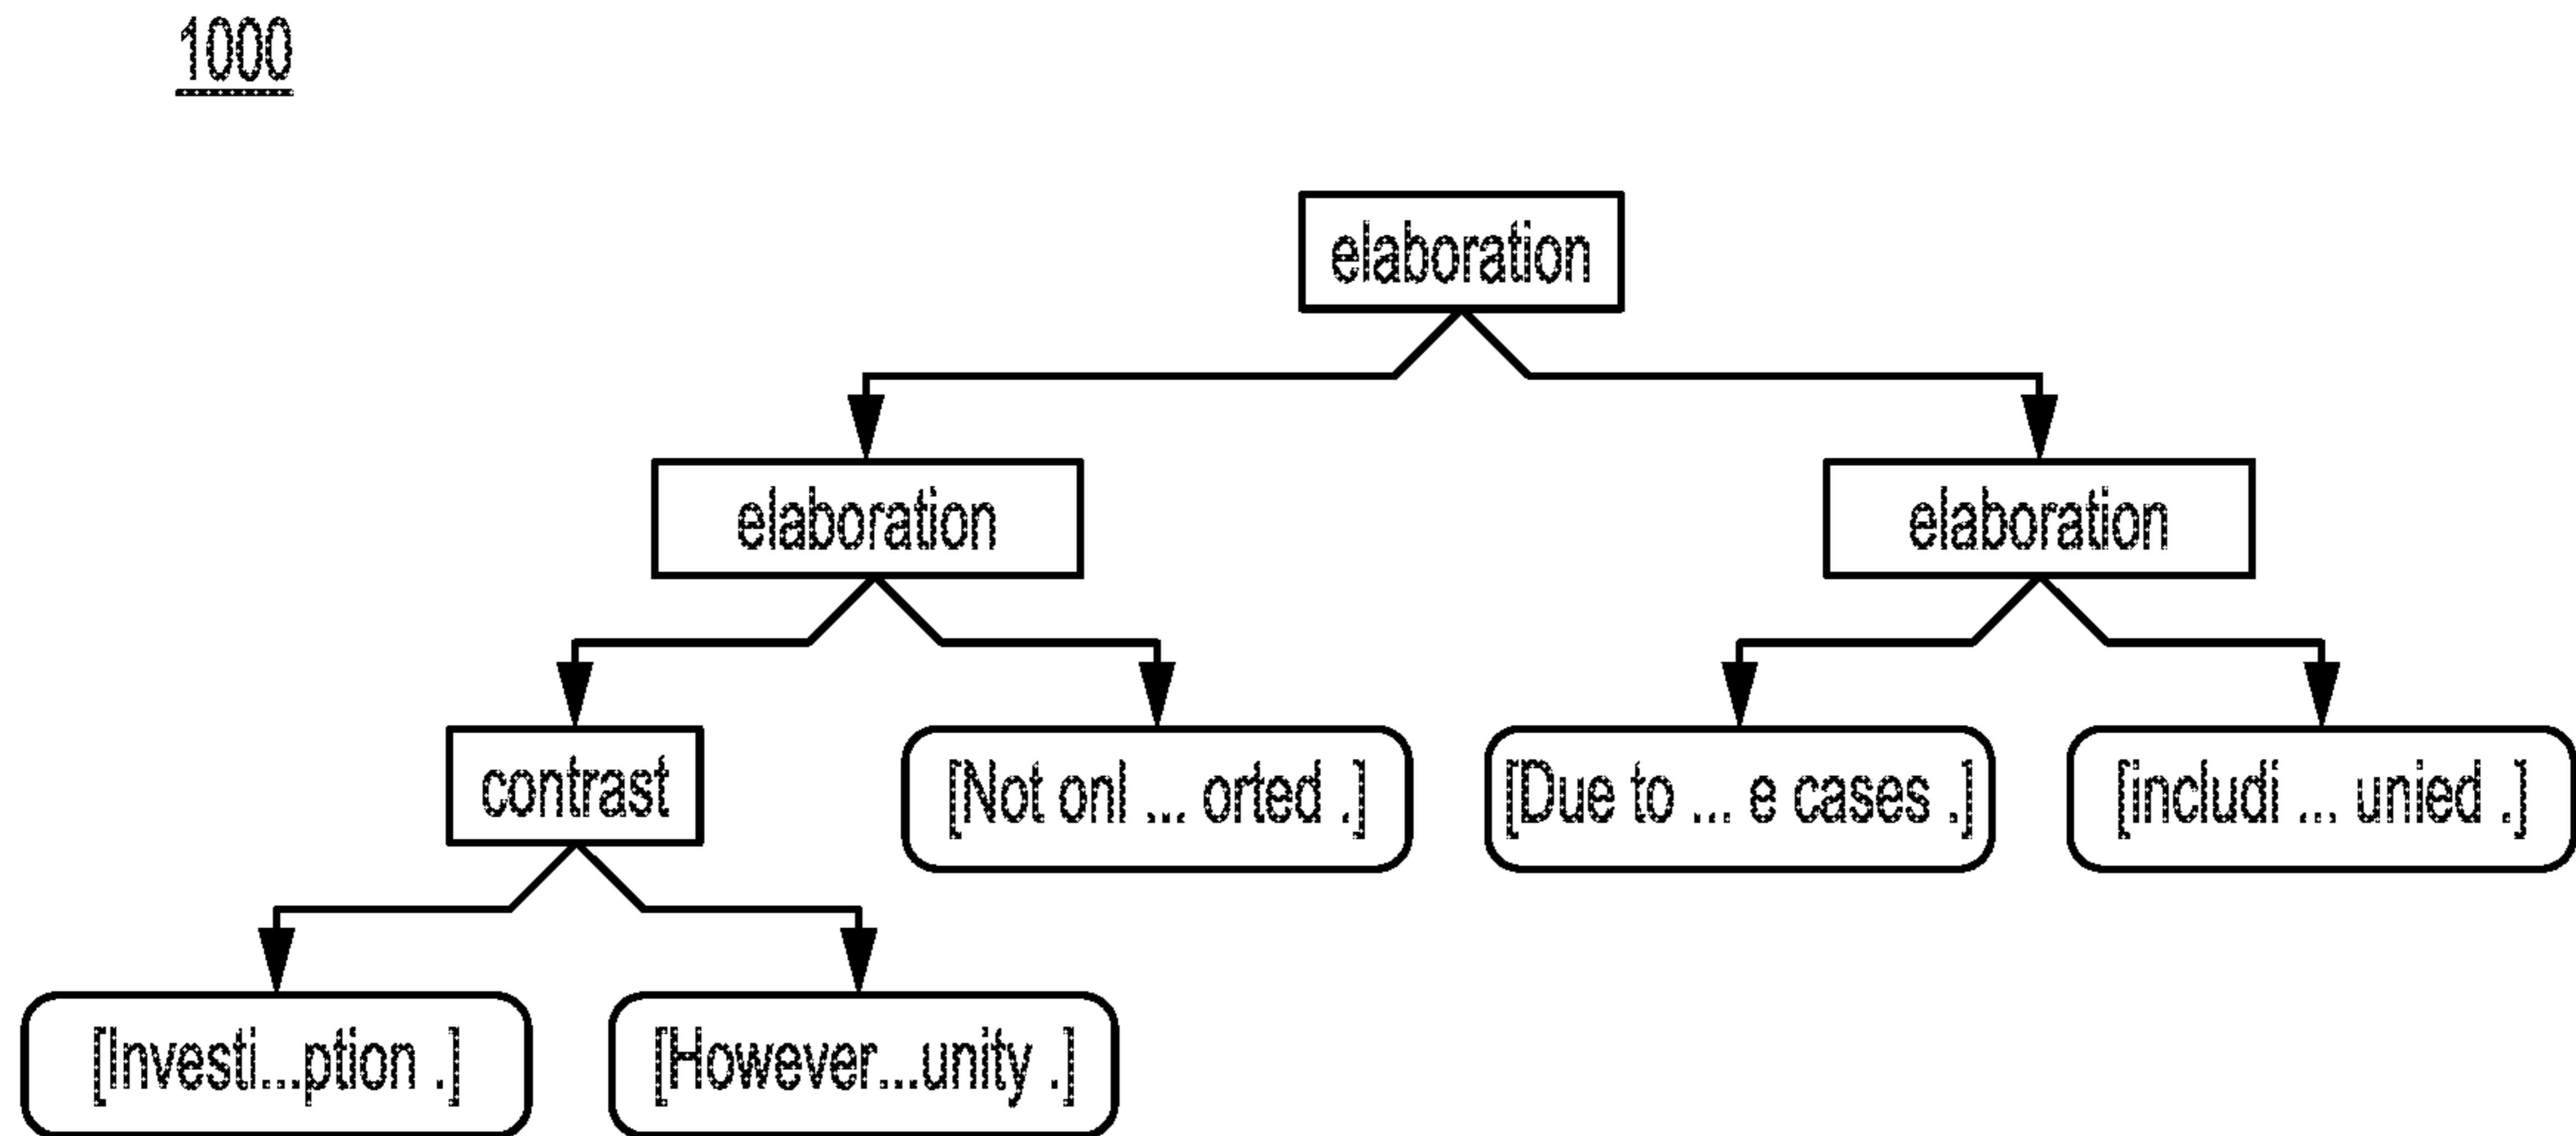 1000
elaboration
elaboration
elaboration
contrast
[Not onl ... orted .]
[Due to ... e cases .]
[includi ... unied .]
[Investi...ption .]
[However...unity .]